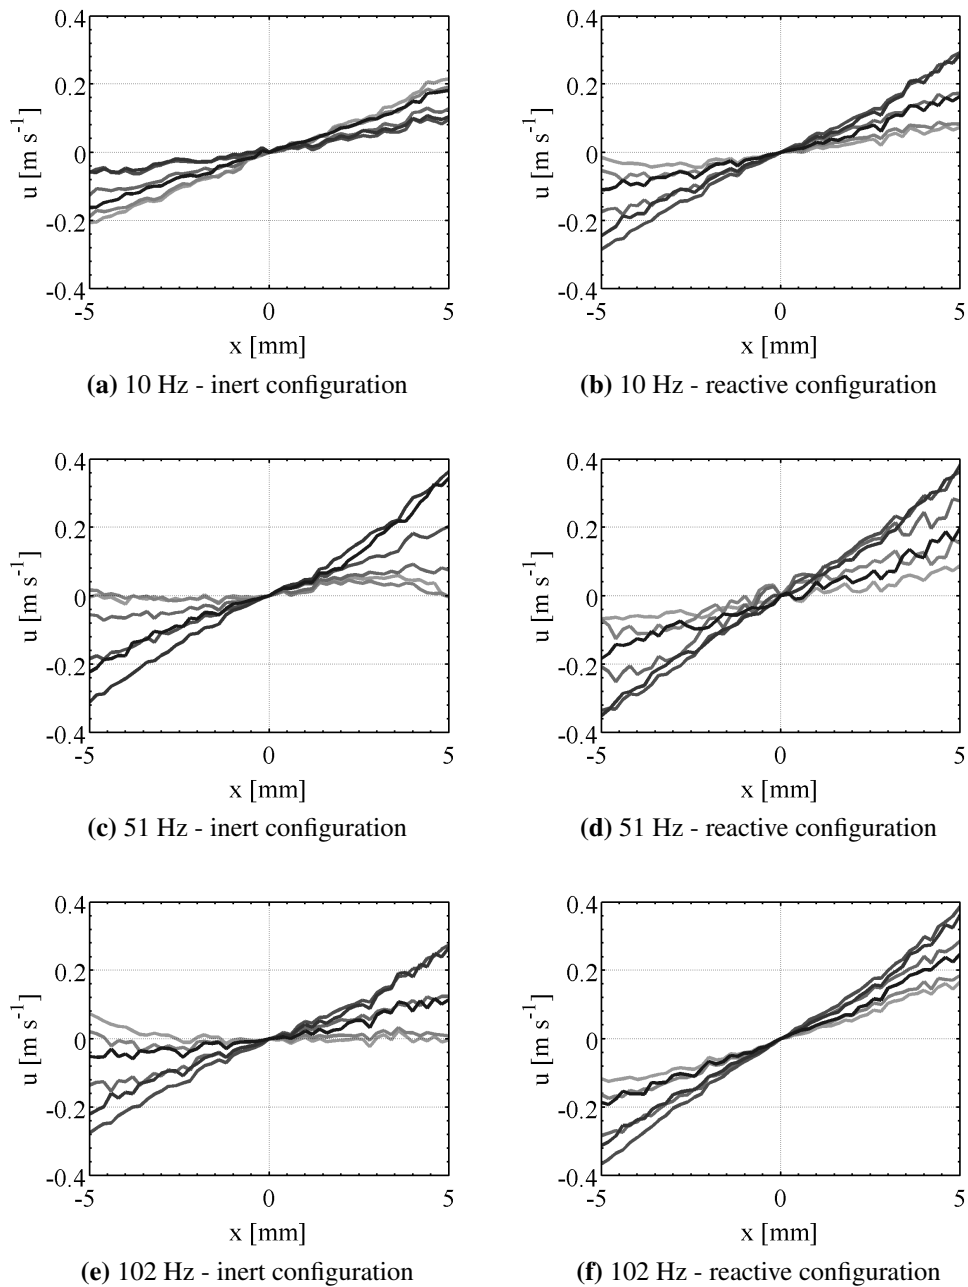 0.4
0.2
0
-0.2
-0.4
u [m s⁻¹]
-5 0 5
x [mm]
(a) 10 Hz - inert configuration
0.4
0.2
0
-0.2
-0.4
u [m s⁻¹]
-5 0 5
x [mm]
(b) 10 Hz - reactive configuration
0.4
0.2
0
-0.2
-0.4
u [m s⁻¹]
-5 0 5
x [mm]
(c) 51 Hz - inert configuration
0.4
0.2
0
-0.2
-0.4
u [m s⁻¹]
-5 0 5
x [mm]
(d) 51 Hz - reactive configuration
0.4
0.2
0
-0.2
-0.4
u [m s⁻¹]
-5 0 5
x [mm]
(e) 102 Hz - inert configuration
0.4
0.2
0
-0.2
-0.4
u [m s⁻¹]
-5 0 5
x [mm]
(f) 102 Hz - reactive configuration